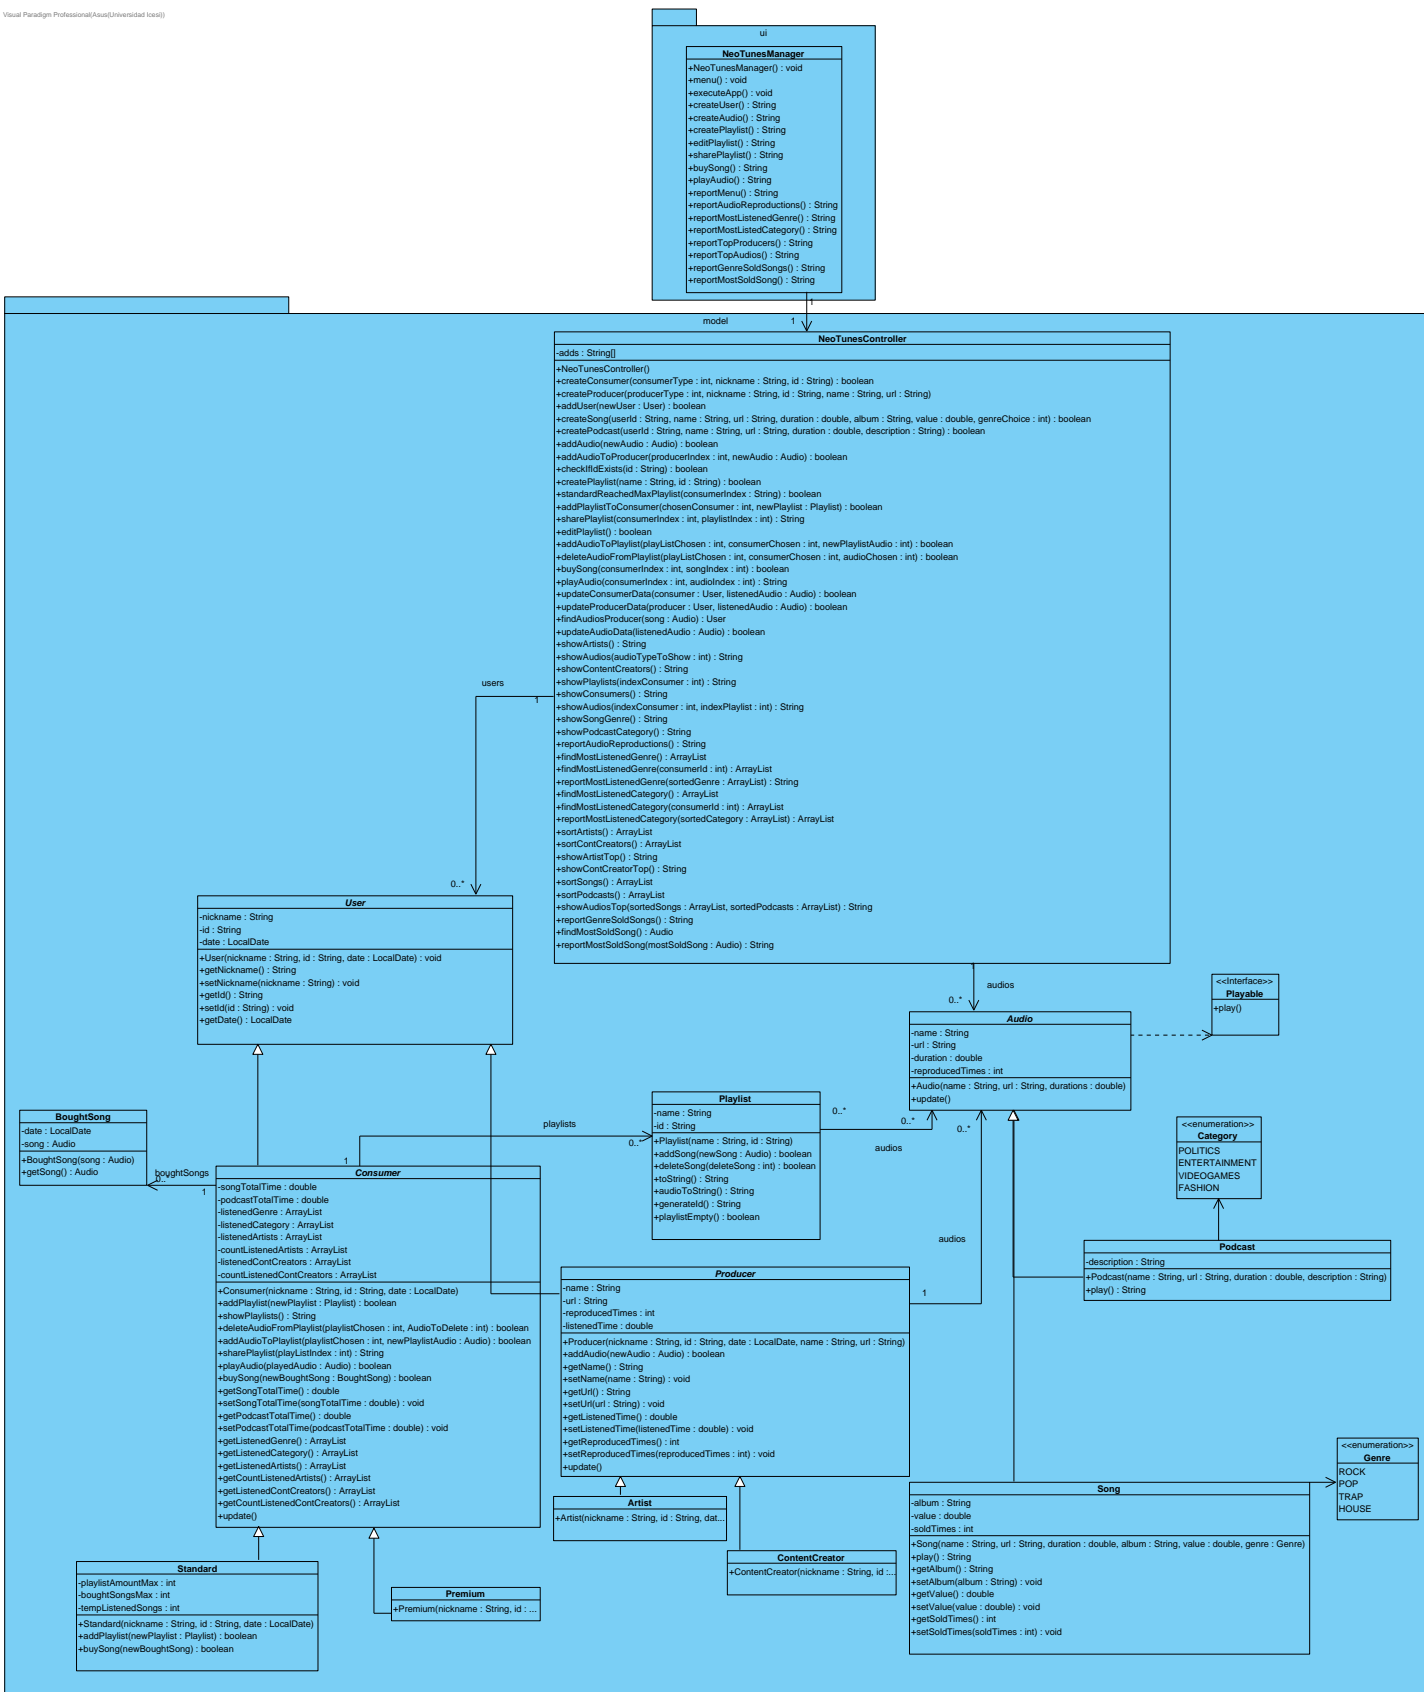 Visual Paradigm Professional(Asus(Universidad Icesi))
ui
NeoTunesManager
+NeoTunesManager() : void
+menu() : void
+executeApp() : void
+createUser() : String
+createAudio() : String
+createPlaylist() : String
+editPlaylist() : String
+sharePlaylist() : String
+buySong() : String
+playAudio() : String
+reportMenu() : String
+reportAudioReproductions() : String
+reportMostListenedGenre() : String
+reportMostListedCategory() : String
+reportTopProducers() : String
+reportTopAudios() : String
+reportGenreSoldSongs() : String
+reportMostSoldSong() : String
1
model
1
NeoTunesController
-adds : String[]
+NeoTunesController()
+createConsumer(consumerType : int, nickname : String, id : String) : boolean
+createProducer(producerType : int, nickname : String, id : String, name : String, url : String)
+addUser(newUser : User) : boolean
+createSong(userId : String, name : String, url : String, duration : double, album : String, value : double, genreChoice : int) : boolean
+createPodcast(userId : String, name : String, url : String, duration : double, description : String) : boolean
+addAudio(newAudio : Audio) : boolean
+addAudioToProducer(producerIndex : int, newAudio : Audio) : boolean
+checkIfIdExists(id : String) : boolean
+createPlaylist(name : String, id : String) : boolean
+standardReachedMaxPlaylist(consumerIndex : String) : boolean
+addPlaylistToConsumer(chosenConsumer : int, newPlaylist : Playlist) : boolean
+sharePlaylist(consumerIndex : int, playlistIndex : int) : String
+editPlaylist() : boolean
+addAudioToPlaylist(playListChosen : int, consumerChosen : int, newPlaylistAudio : int) : boolean
+deleteAudioFromPlaylist(playListChosen : int, consumerChosen : int, audioChosen : int) : boolean
+buySong(consumerIndex : int, songIndex : int) : boolean
+playAudio(consumerIndex : int, audioIndex : int) : String
+updateConsumerData(consumer : User, listenedAudio : Audio) : boolean
+updateProducerData(producer : User, listenedAudio : Audio) : boolean
+findAudiosProducer(song : Audio) : User
+updateAudioData(listenedAudio : Audio) : boolean
+showArtists() : String
+showAudios(audioTypeToShow : int) : String
+showContentCreators() : String
+showPlaylists(indexConsumer : int) : String
+showConsumers() : String
+showAudios(indexConsumer : int, indexPlaylist : int) : String
+showSongGenre() : String
+showPodcastCategory() : String
+reportAudioReproductions() : String
+findMostListenedGenre() : ArrayList
+findMostListenedGenre(consumerId : int) : ArrayList
+reportMostListenedGenre(sortedGenre : ArrayList) : String
+findMostListenedCategory() : ArrayList
+findMostListenedCategory(consumerId : int) : ArrayList
+reportMostListenedCategory(sortedCategory : ArrayList) : ArrayList
+sortArtists() : ArrayList
+sortContCreators() : ArrayList
+showArtistTop() : String
+showContCreatorTop() : String
+sortSongs() : ArrayList
+sortPodcasts() : ArrayList
+showAudiosTop(sortedSongs : ArrayList, sortedPodcasts : ArrayList) : String
+reportGenreSoldSongs() : String
+findMostSoldSong() : Audio
+reportMostSoldSong(mostSoldSong : Audio) : String
users
1
0..*
User
-nickname : String
-id : String
-date : LocalDate
+User(nickname : String, id : String, date : LocalDate) : void
+getNickname() : String
+setNickname(nickname : String) : void
+getId() : String
+setId(id : String) : void
+getDate() : LocalDate
1
audios
0..*
<<Interface>>
Playable
+play()
Audio
-name : String
-url : String
-duration : double
-reproducedTimes : int
+Audio(name : String, url : String, durations : double)
+update()
BoughtSong
-date : LocalDate
-song : Audio
+BoughtSong(song : Audio)
+getSong() : Audio
boughtSongs
0..*
1
playlists
1
0..*
Playlist
-name : String
-id : String
+Playlist(name : String, id : String)
+addSong(newSong : Audio) : boolean
+deleteSong(deleteSong : int) : boolean
+toString() : String
+audioToString() : String
+generateId() : String
+playlistEmpty() : boolean
0..*
0..*
audios
0..*
audios
1
<<enumeration>>
Category
POLITICS
ENTERTAINMENT
VIDEOGAMES
FASHION
Podcast
-description : String
+Podcast(name : String, url : String, duration : double, description : String)
+play() : String
Consumer
-songTotalTime : double
-podcastTotalTime : double
-listenedGenre : ArrayList
-listenedCategory : ArrayList
-listenedArtists : ArrayList
-countListenedArtists : ArrayList
-listenedContCreators : ArrayList
-countListenedContCreators : ArrayList
+Consumer(nickname : String, id : String, date : LocalDate)
+addPlaylist(newPlaylist : Playlist) : boolean
+showPlaylists() : String
+deleteAudioFromPlaylist(playlistChosen : int, AudioToDelete : int) : boolean
+addAudioToPlaylist(playlistChosen : int, newPlaylistAudio : Audio) : boolean
+sharePlaylist(playListIndex : int) : String
+playAudio(playedAudio : Audio) : boolean
+buySong(newBoughtSong : BoughtSong) : boolean
+getSongTotalTime() : double
+setSongTotalTime(songTotalTime : double) : void
+getPodcastTotalTime() : double
+setPodcastTotalTime(podcastTotalTime : double) : void
+getListenedGenre() : ArrayList
+getListenedCategory() : ArrayList
+getListenedArtists() : ArrayList
+getCountListenedArtists() : ArrayList
+getListenedContCreators() : ArrayList
+getCountListenedContCreators() : ArrayList
+update()
Producer
-name : String
-url : String
-reproducedTimes : int
-listenedTime : double
+Producer(nickname : String, id : String, date : LocalDate, name : String, url : String)
+addAudio(newAudio : Audio) : boolean
+getName() : String
+setName(name : String) : void
+getUrl() : String
+setUrl(url : String) : void
+getListenedTime() : double
+setListenedTime(listenedTime : double) : void
+getReproducedTimes() : int
+setReproducedTimes(reproducedTimes : int) : void
+update()
<<enumeration>>
Genre
ROCK
POP
TRAP
HOUSE
Song
-album : String
-value : double
-soldTimes : int
+Song(name : String, url : String, duration : double, album : String, value : double, genre : Genre)
+play() : String
+getAlbum() : String
+setAlbum(album : String) : void
+getValue() : double
+setValue(value : double) : void
+getSoldTimes() : int
+setSoldTimes(soldTimes : int) : void
Artist
+Artist(nickname : String, id : String, dat...
ContentCreator
+ContentCreator(nickname : String, id :...
Standard
-playlistAmountMax : int
-boughtSongsMax : int
-tempListenedSongs : int
+Standard(nickname : String, id : String, date : LocalDate)
+addPlaylist(newPlaylist : Playlist) : boolean
+buySong(newBoughtSong) : boolean
Premium
+Premium(nickname : String, id : ...